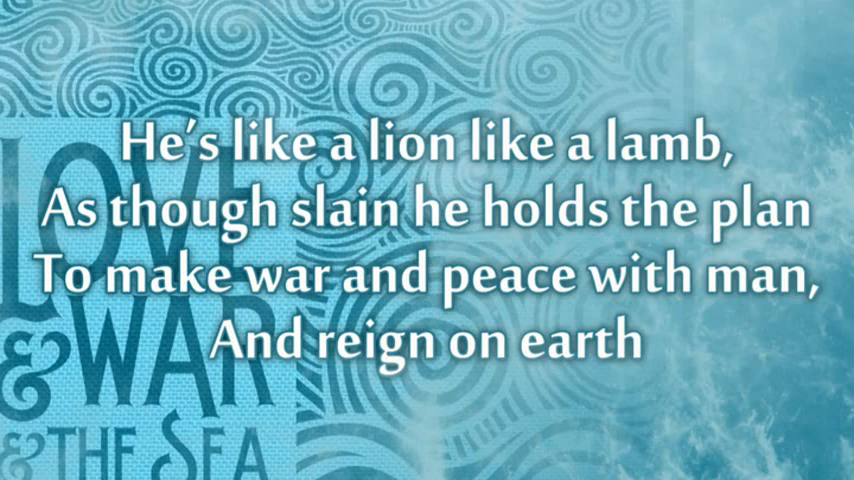 He's like a lion like a lamb,
As though slain he holds the plan
To make war and peace with man,
And reign on earth
LOVE
& WAR
& THE SEA